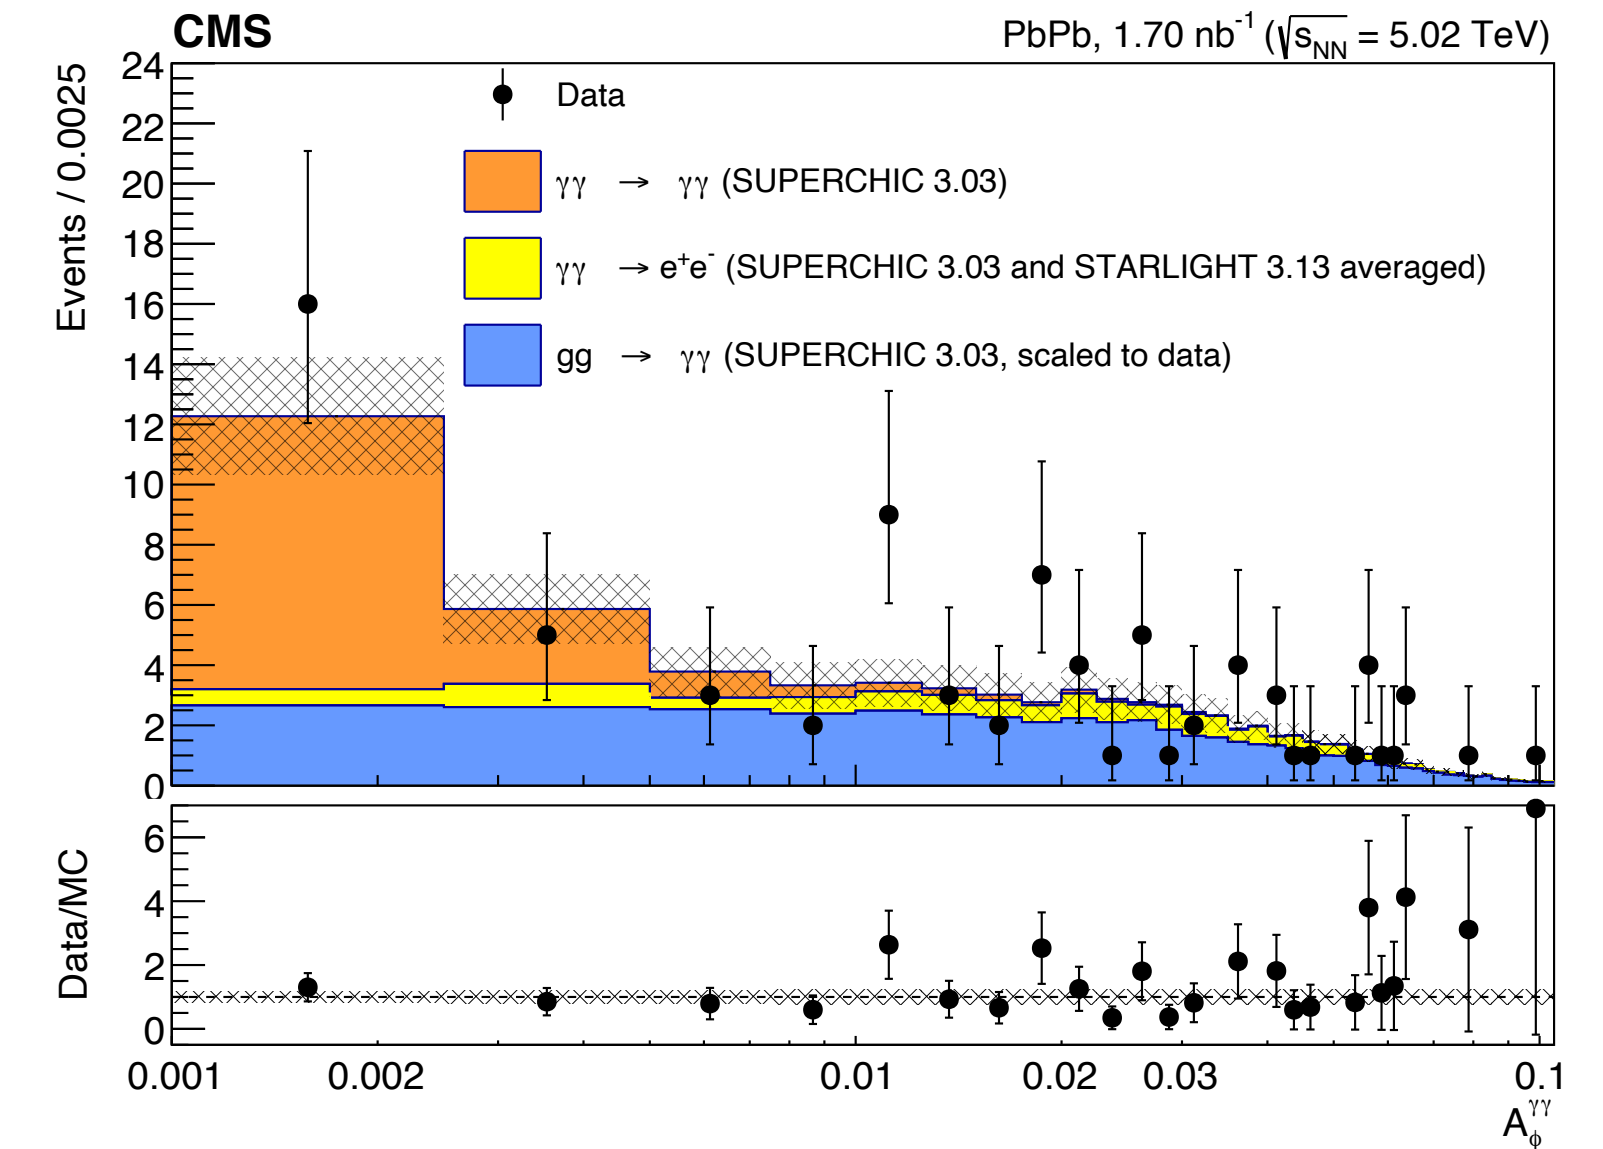 CMS PbPb, 1.70 nb⁻¹ (√s_NN = 5.02 TeV)
Events / 0.0025
24
22
20
18
16
14
12
10
8
6
4
2
0
Data
γγ → γγ (SUPERCHIC 3.03)
γγ → e⁺e⁻ (SUPERCHIC 3.03 and STARLIGHT 3.13 averaged)
gg → γγ (SUPERCHIC 3.03, scaled to data)
Data/MC
6
4
2
0
0.001 0.002 0.01 0.02 0.03 0.1
A_ϕ^γγ